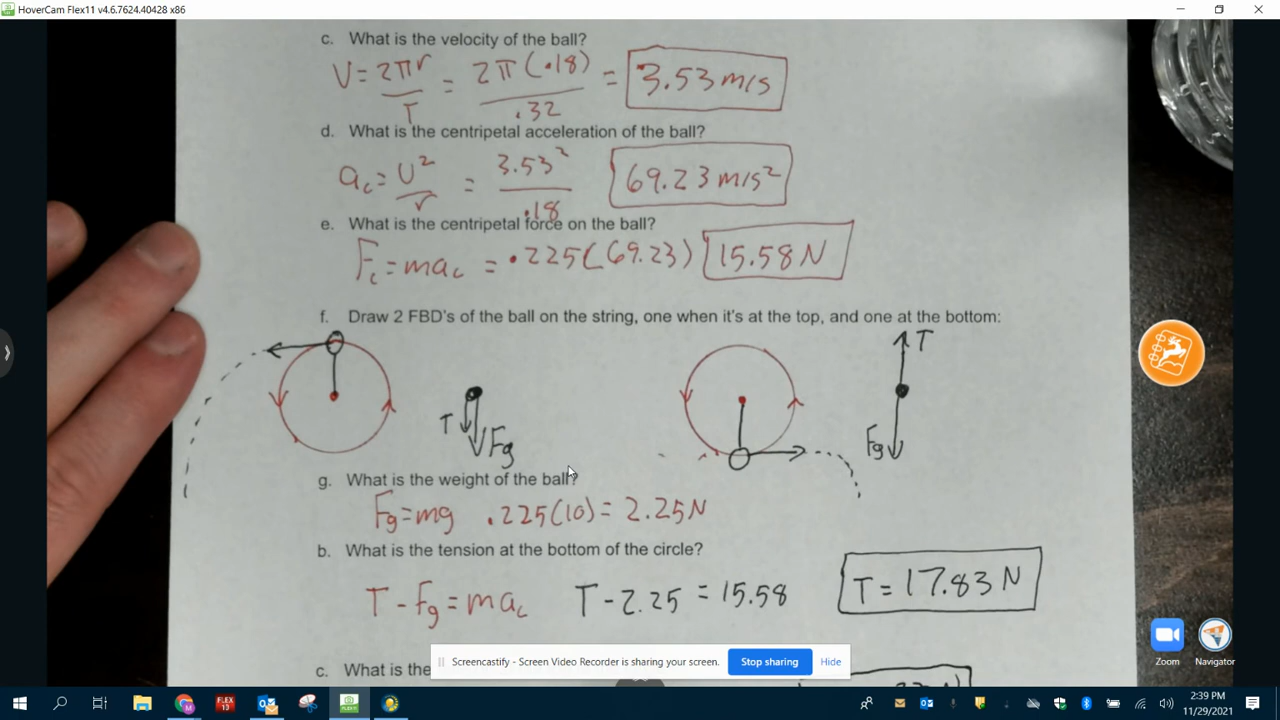 HoverCam Flex11 v4.6.7624.40428 x86
c. What is the velocity of the ball?
V = 2πr/T = 2π(.18)/.32 = 3.53 m/s
d. What is the centripetal acceleration of the ball?
ac = v²/r = 3.53²/.18 69.23 m/s²
e. What is the centripetal force on the ball?
Fc = mac = .225(69.23) 15.58 N
f. Draw 2 FBD's of the ball on the string, one when it's at the top, and one at the bottom:
T Fg
T Fg
g. What is the weight of the ball?
Fg = mg .225(10) = 2.25 N
b. What is the tension at the bottom of the circle?
T - Fg = mac T - 2.25 = 15.58 T = 17.83 N
Screencastify - Screen Video Recorder is sharing your screen. Stop sharing Hide
c. What is the
Zoom Navigator
FLEX 13
FLEX 11
2:39 PM
11/29/2021